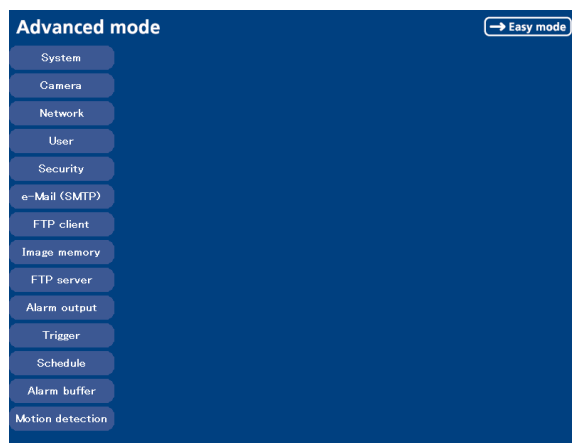 Advanced mode
→ Easy mode
System
Camera
Network
User
Security
e-Mail (SMTP)
FTP client
Image memory
FTP server
Alarm output
Trigger
Schedule
Alarm buffer
Motion detection